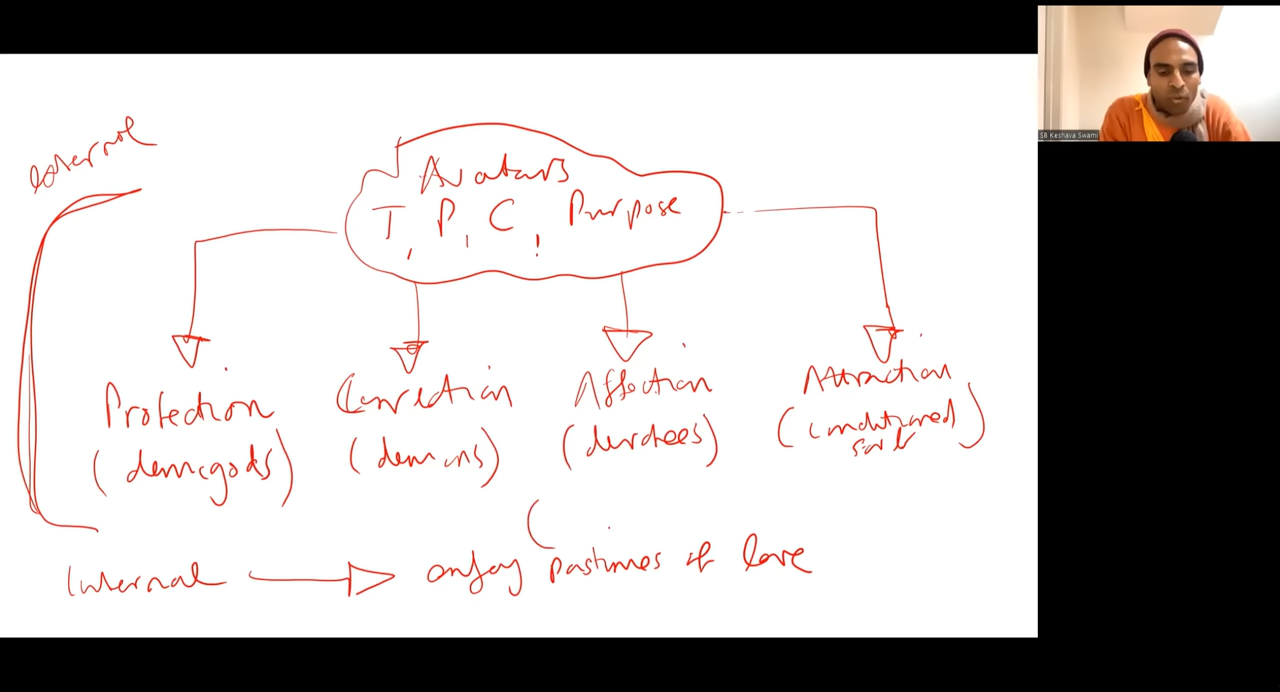 SB Keshava Swami
External
Avatars
T, P, C, Purpose
Protection
(demigods)
Correction
(demons)
Affection
(devotees)
Attraction
(conditioned
souls)
(
Internal → enjoy pastimes of love